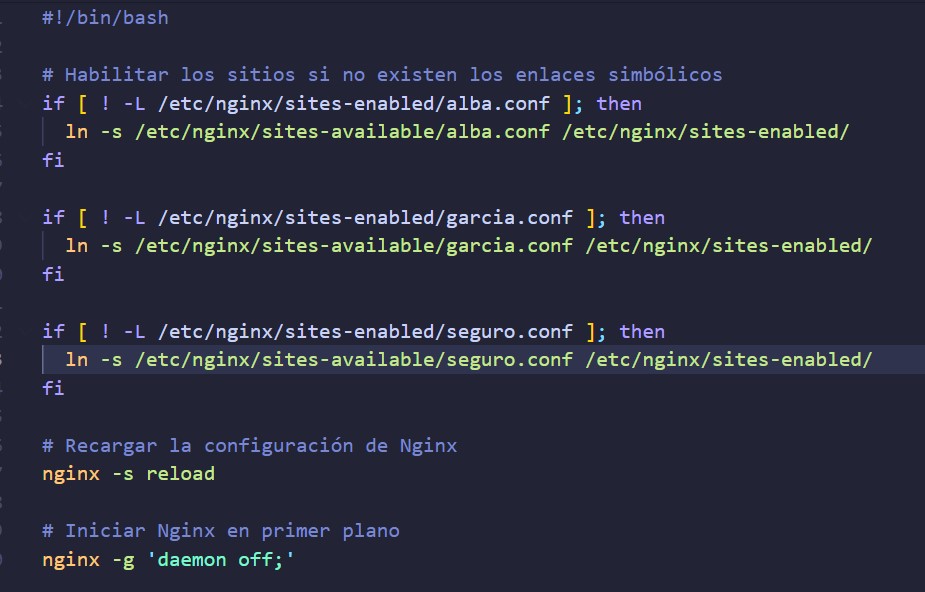 #!/bin/bash
# Habilitar los sitios si no existen los enlaces simbólicos
if [ ! -L /etc/nginx/sites-enabled/alba.conf ]; then
ln -s /etc/nginx/sites-available/alba.conf /etc/nginx/sites-enabled/
fi
if [ ! -L /etc/nginx/sites-enabled/garcia.conf ]; then
ln -s /etc/nginx/sites-available/garcia.conf /etc/nginx/sites-enabled/
fi
if [ ! -L /etc/nginx/sites-enabled/seguro.conf ]; then
ln -s /etc/nginx/sites-available/seguro.conf /etc/nginx/sites-enabled/
fi
# Recargar la configuración de Nginx
nginx -s reload
# Iniciar Nginx en primer plano
nginx -g 'daemon off;'